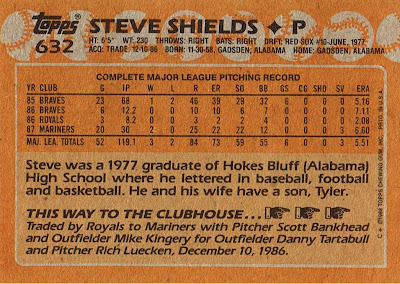 topps
632
STEVE SHIELDS ✦ P
HT: 6'5" WT: 230 THROWS: RIGHT BATS: RIGHT DRFT: RED SOX #10-JUNE, 1977
ACQ: TRADE, 12-10-86 BORN: 11-30-58, GADSDEN, ALABAMA HOME: GADSDEN, ALABAMA
COMPLETE MAJOR LEAGUE PITCHING RECORD
YR CLUB G IP W L R ER SO BB GS CG SHO SV ERA
85 BRAVES 23 68 1 2 46 39 29 32 6 0 0 0 5.16
86 BRAVES 6 12.2 0 0 10 10 6 7 0 0 0 0 7.11
86 ROYALS 3 8.2 0 0 3 2 2 4 0 0 0 0 2.08
87 MARINERS 20 30 2 0 25 22 22 12 0 0 0 3 6.60
MAJ. LEA. TOTALS 52 119.1 3 2 84 73 59 55 6 0 0 3 5.51
Steve was a 1977 graduate of Hokes Bluff (Alabama)
High School where he lettered in baseball, football
and basketball. He and his wife have a son, Tyler.
THIS WAY TO THE CLUBHOUSE...
Traded by Royals to Mariners with Pitcher Scott Bankhead
and Outfielder Mike Kingery for Outfielder Danny Tartabull
and Pitcher Rich Luecken, December 10, 1986.
© 1988 TOPPS CHEWING GUM, INC. PRTD. IN U.S.A.